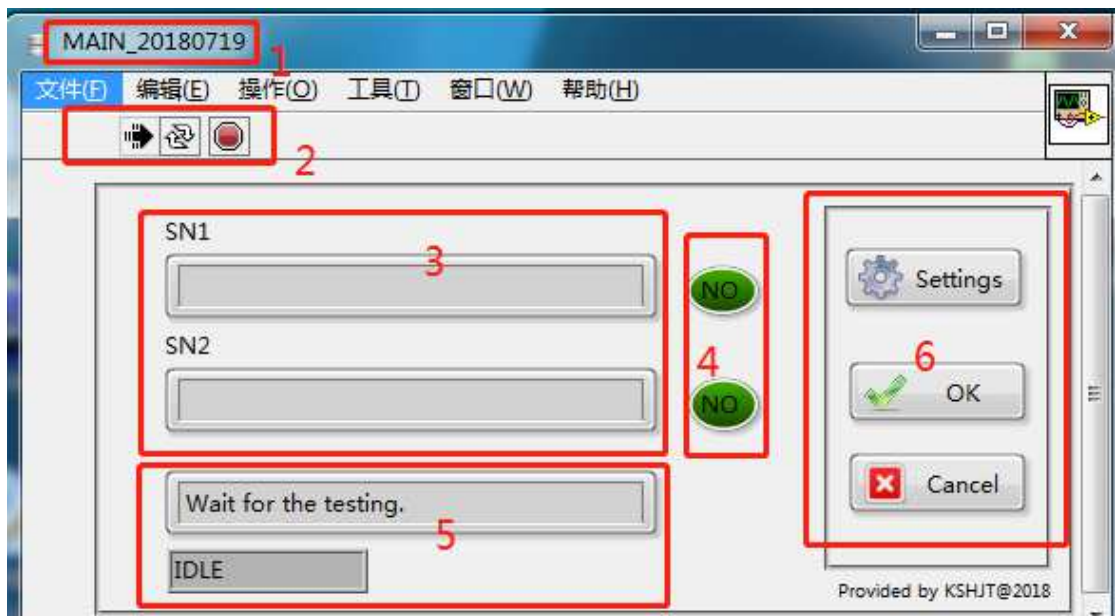 MAIN_20180719
1
文件(F) 编辑(E) 操作(O) 工具(T) 窗口(W) 帮助(H)
2
SN1
3
NO
Settings
SN2
4
NO
6
OK
Wait for the testing.
5
Cancel
IDLE
Provided by KSHJT@2018